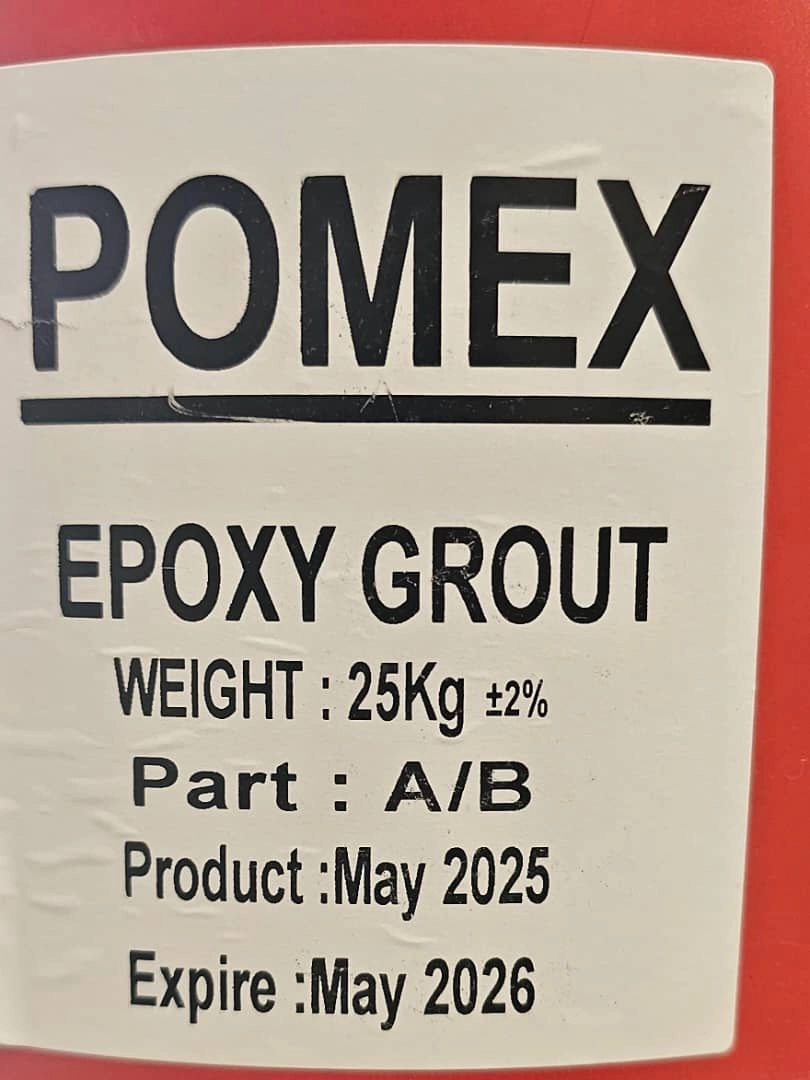 POMEX
EPOXY GROUT
WEIGHT : 25Kg ±2%
Part : A/B
Product :May 2025
Expire :May 2026